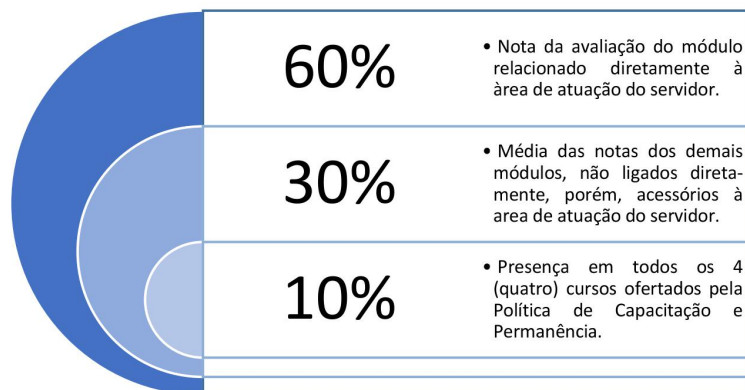 60%
• Nota da avaliação do módulo
relacionado diretamente à
àrea de atuação do servidor.
30%
• Média das notas dos demais
módulos, não ligados direta-
mente, porém, acessórios à
area de atuação do servidor.
10%
• Presença em todos os 4
(quatro) cursos ofertados pela
Política de Capacitação e
Permanência.